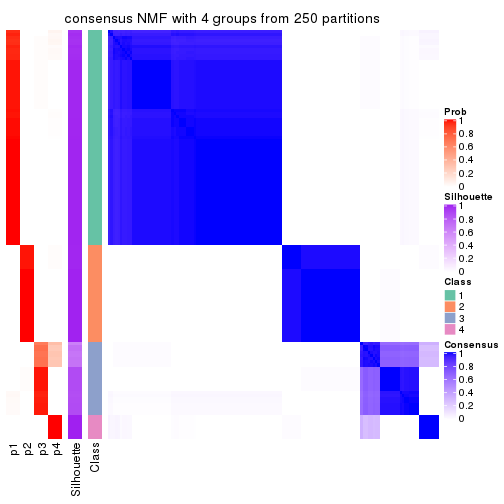 consensus NMF with 4 groups from 250 partitions
Prob
1
0.8
0.6
0.4
0.2
0
Silhouette
1
0.8
0.6
0.4
0.2
0
Class
1
2
3
4
Consensus
1
0.8
0.6
0.4
0.2
0
p1
p2
p3
p4
Silhouette
Class